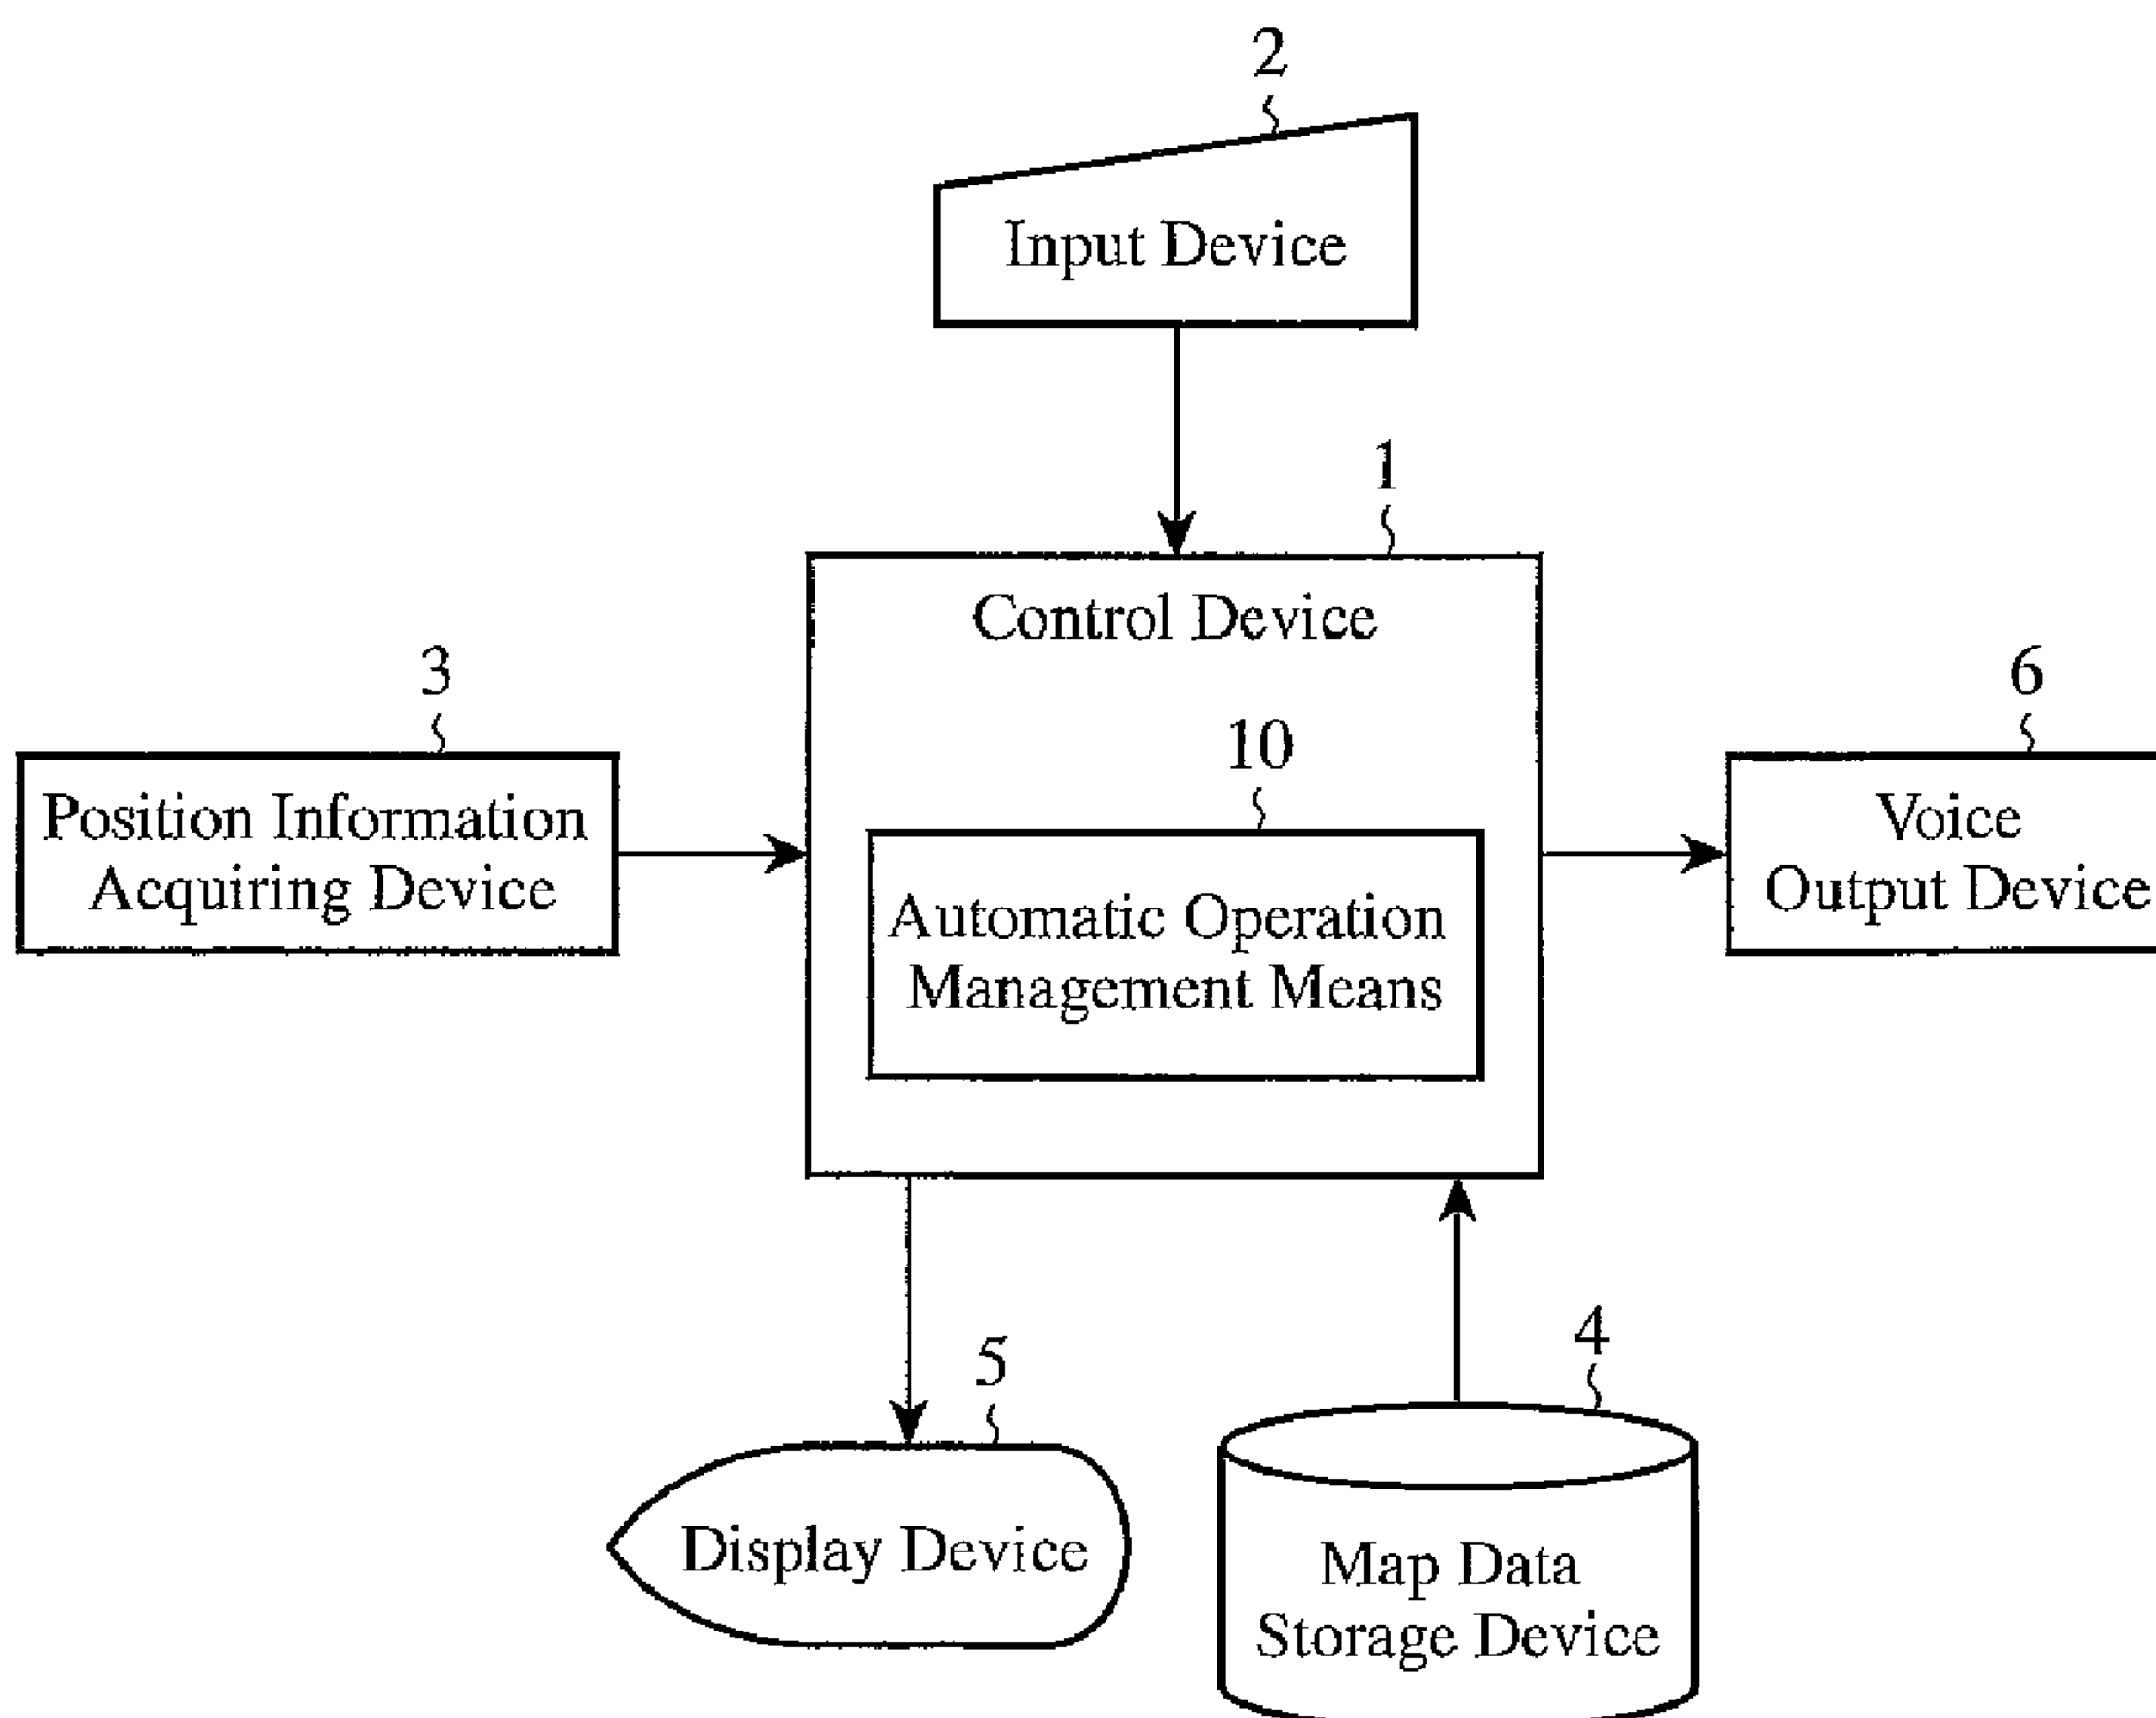 2
Input Device
1
Control Device
3
Position Information
Acquiring Device
10
Automatic Operation
Management Means
6
Voice
Output Device
5
Display Device
4
Map Data
Storage Device